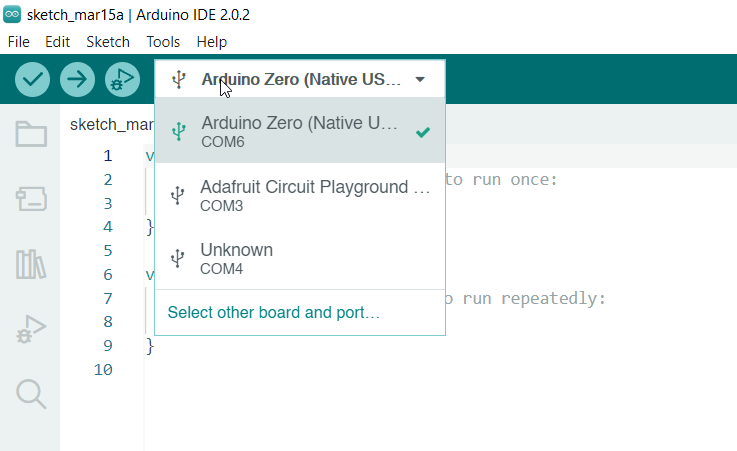 sketch_mar15a | Arduino IDE 2.0.2
File Edit Sketch Tools Help
Arduino Zero (Native US...
sketch_mar
Arduino Zero (Native U...
COM6
Adafruit Circuit Playground ...
COM3
Unknown
COM4
Select other board and port...
1 v
2 to run once:
3
4 }
5
6 v
7 o run repeatedly:
8
9 }
10